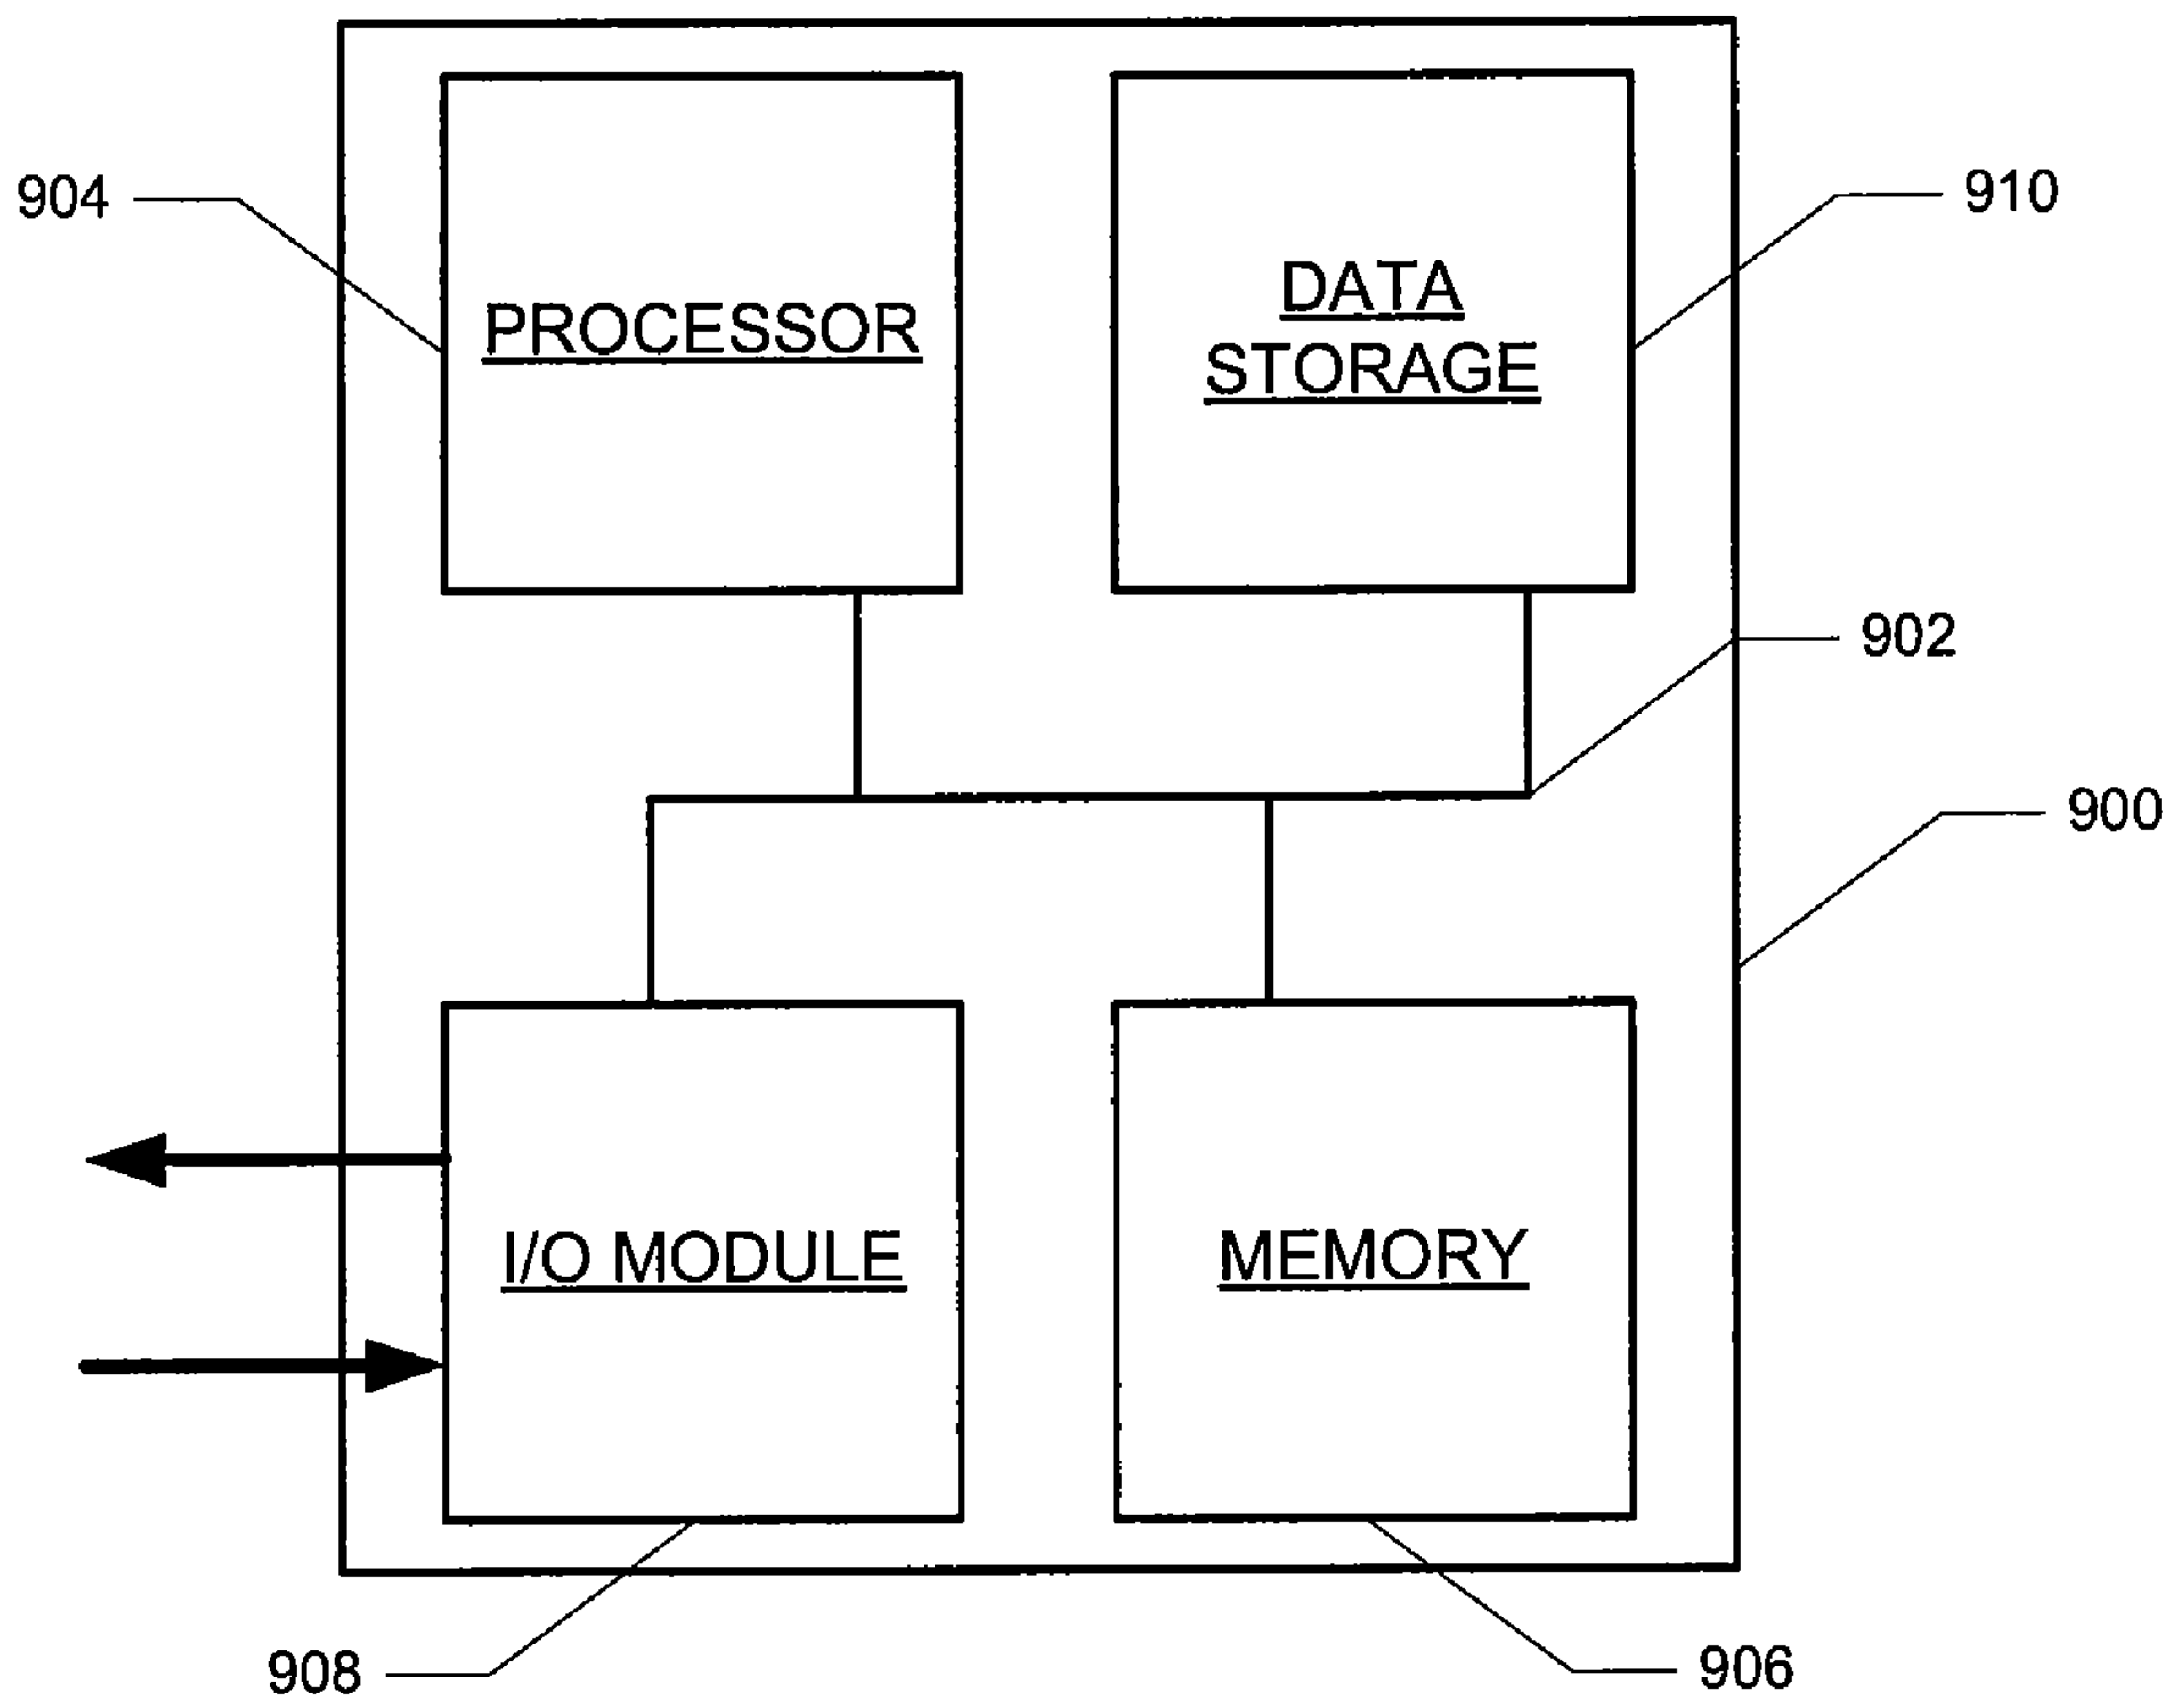 904
910
PROCESSOR
DATA
STORAGE
902
900
I/O MODULE
MEMORY
908
906